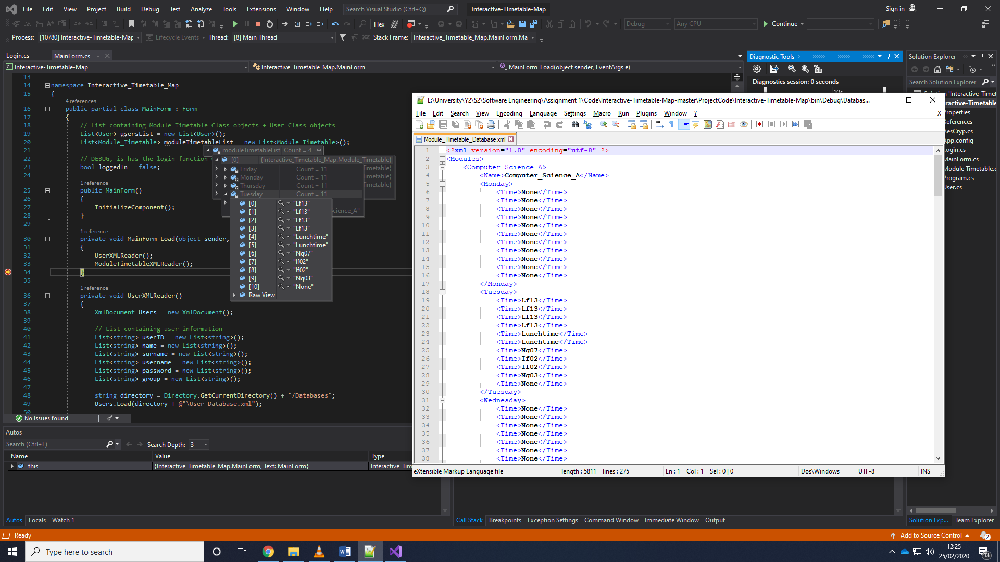 File Edit View Project Build Debug Test Analyze Tools Extensions Window Help Search Visual Studio (Ctrl+Q) Interactive-Timetable-Map Sign in
Hex Debug Any CPU Continue
Process: [10780] Interactive-Timetable-Map Lifecycle Events Thread: [8] Main Thread Stack Frame: Interactive_Timetable_Map.MainForm.Ma
Login.cs MainForm.cs
Interactive-Timetable-Map Interactive_Timetable_Map.MainForm MainForm_Load(object sender, EventArgs e)
13
14 namespace Interactive_Timetable_Map
15 {
4 references
16 public partial class MainForm : Form
17 {
18 // List containing Module Timetable Class objects + User Class objects
19 List<User> usersList = new List<User>();
20 List<Module_Timetable> moduleTimetableList = new List<Module_Timetable>();
21
22 // DEBUG, is has the login function
23 bool loggedIn = false;
24
1 reference
25 public MainForm()
26 {
27 InitializeComponent();
28 }
29
1 reference
30 private void MainForm_Load(object sender,
31 {
32 UserXMLReader();
33 ModuleTimetableXMLReader();
34 }
35
1 reference
36 private void UserXMLReader()
37 {
38 XmlDocument Users = new XmlDocument();
39
40 // List containing user information
41 List<string> userID = new List<string>();
42 List<string> name = new List<string>();
43 List<string> surname = new List<string>();
44 List<string> username = new List<string>();
45 List<string> password = new List<string>();
46 List<string> group = new List<string>();
47
48 string directory = Directory.GetCurrentDirectory() + "/Databases";
49 Users.Load(directory + @"\User_Database.xml");
50
moduleTimetableList Count = 4
[0] {Interactive_Timetable_Map.Module_Timetable}
Friday Count = 11 Timetable}
Monday Count = 11 Timetable}
Thursday Count = 11 Timetable}
Tuesday Count = 11
[0] "Lf13"
[1] "Lf13" Science_A"
[2] "Lf13"
[3] "Lf13"
[4] "Lunchtime"
[5] "Lunchtime"
[6] "Ng07"
[7] "If02"
[8] "If02"
[9] "Ng03"
[10] "None"
Raw View
No issues found
Autos
Search (Ctrl+E) Search Depth: 3
Name Value Type
this {Interactive_Timetable_Map.MainForm, Text: MainForm} Interactive_Tim
Autos Locals Watch 1
Call Stack Breakpoints Exception Settings Command Window Immediate Window Output
Diagnostic Tools
Diagnostics session: 0 seconds
10s
Solution Explorer
Search Solution Explorer
Solution 'Interactive-Timet
ractive-Timetable
Properties
References
AesCryp.cs
App.config
Login.cs
MainForm.cs
Module Timetable.c
Program.cs
User.cs
Solution Exp... Team Explorer
E:\University\Y2\S2\Software Engineering\Assignment 1\Code\Interactive-Timetable-Map-master\ProjectCode\Interactive-Timetable-Map\bin\Debug\Databas...
File Edit Search View Encoding Language Settings Macro Run Plugins Window ? X
Module_Timetable_Database.xml
1 <?xml version="1.0" encoding="utf-8" ?>
2 <Modules>
3 <Computer_Science_A>
4 <Name>Computer_Science_A</Name>
5 <Monday>
6 <Time>None</Time>
7 <Time>None</Time>
8 <Time>None</Time>
9 <Time>None</Time>
10 <Time>None</Time>
11 <Time>None</Time>
12 <Time>None</Time>
13 <Time>None</Time>
14 <Time>None</Time>
15 <Time>None</Time>
16 <Time>None</Time>
17 </Monday>
18 <Tuesday>
19 <Time>Lf13</Time>
20 <Time>Lf13</Time>
21 <Time>Lf13</Time>
22 <Time>Lf13</Time>
23 <Time>Lunchtime</Time>
24 <Time>Lunchtime</Time>
25 <Time>Ng07</Time>
26 <Time>If02</Time>
27 <Time>If02</Time>
28 <Time>Ng03</Time>
29 <Time>None</Time>
30 </Tuesday>
31 <Wednesday>
32 <Time>None</Time>
33 <Time>None</Time>
34 <Time>None</Time>
35 <Time>None</Time>
36 <Time>None</Time>
37 <Time>None</Time>
38 <Time>None</Time>
eXtensible Markup Language file length : 5811 lines : 275 Ln : 1 Col : 1 Sel : 0 | 0 Dos\Windows UTF-8 INS
Ready Add to Source Control 2
Type here to search 12:25
25/02/2020 13